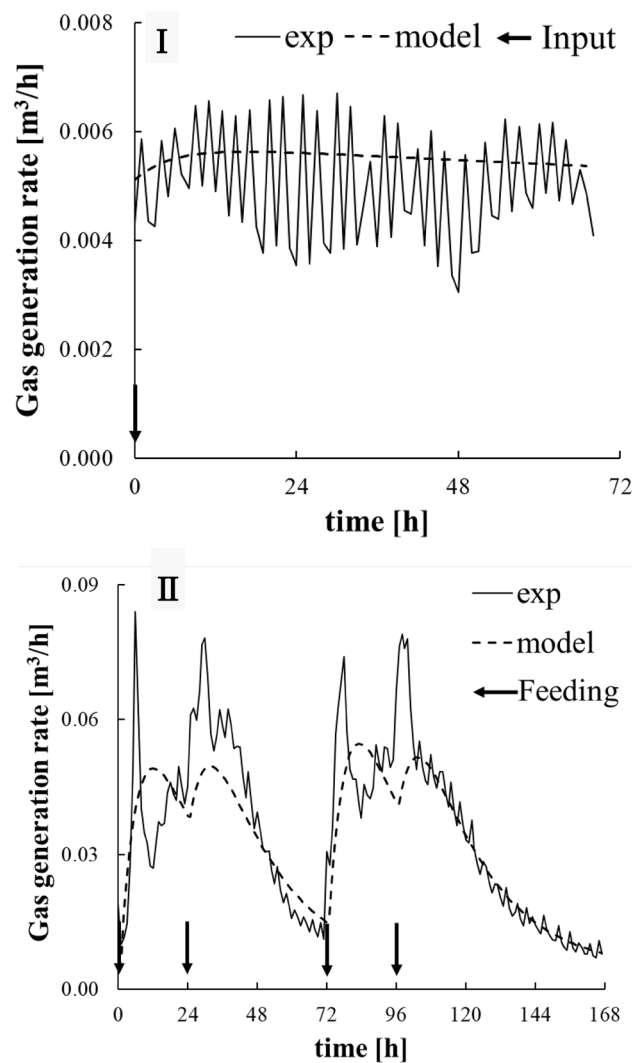 I
exp model Input
Gas generation rate [m³/h]
0.008
0.006
0.004
0.002
0.000
0 24 48 72
time [h]
II
exp
model
Feeding
Gas generation rate [m³/h]
0.09
0.06
0.03
0.00
0 24 48 72 96 120 144 168
time [h]